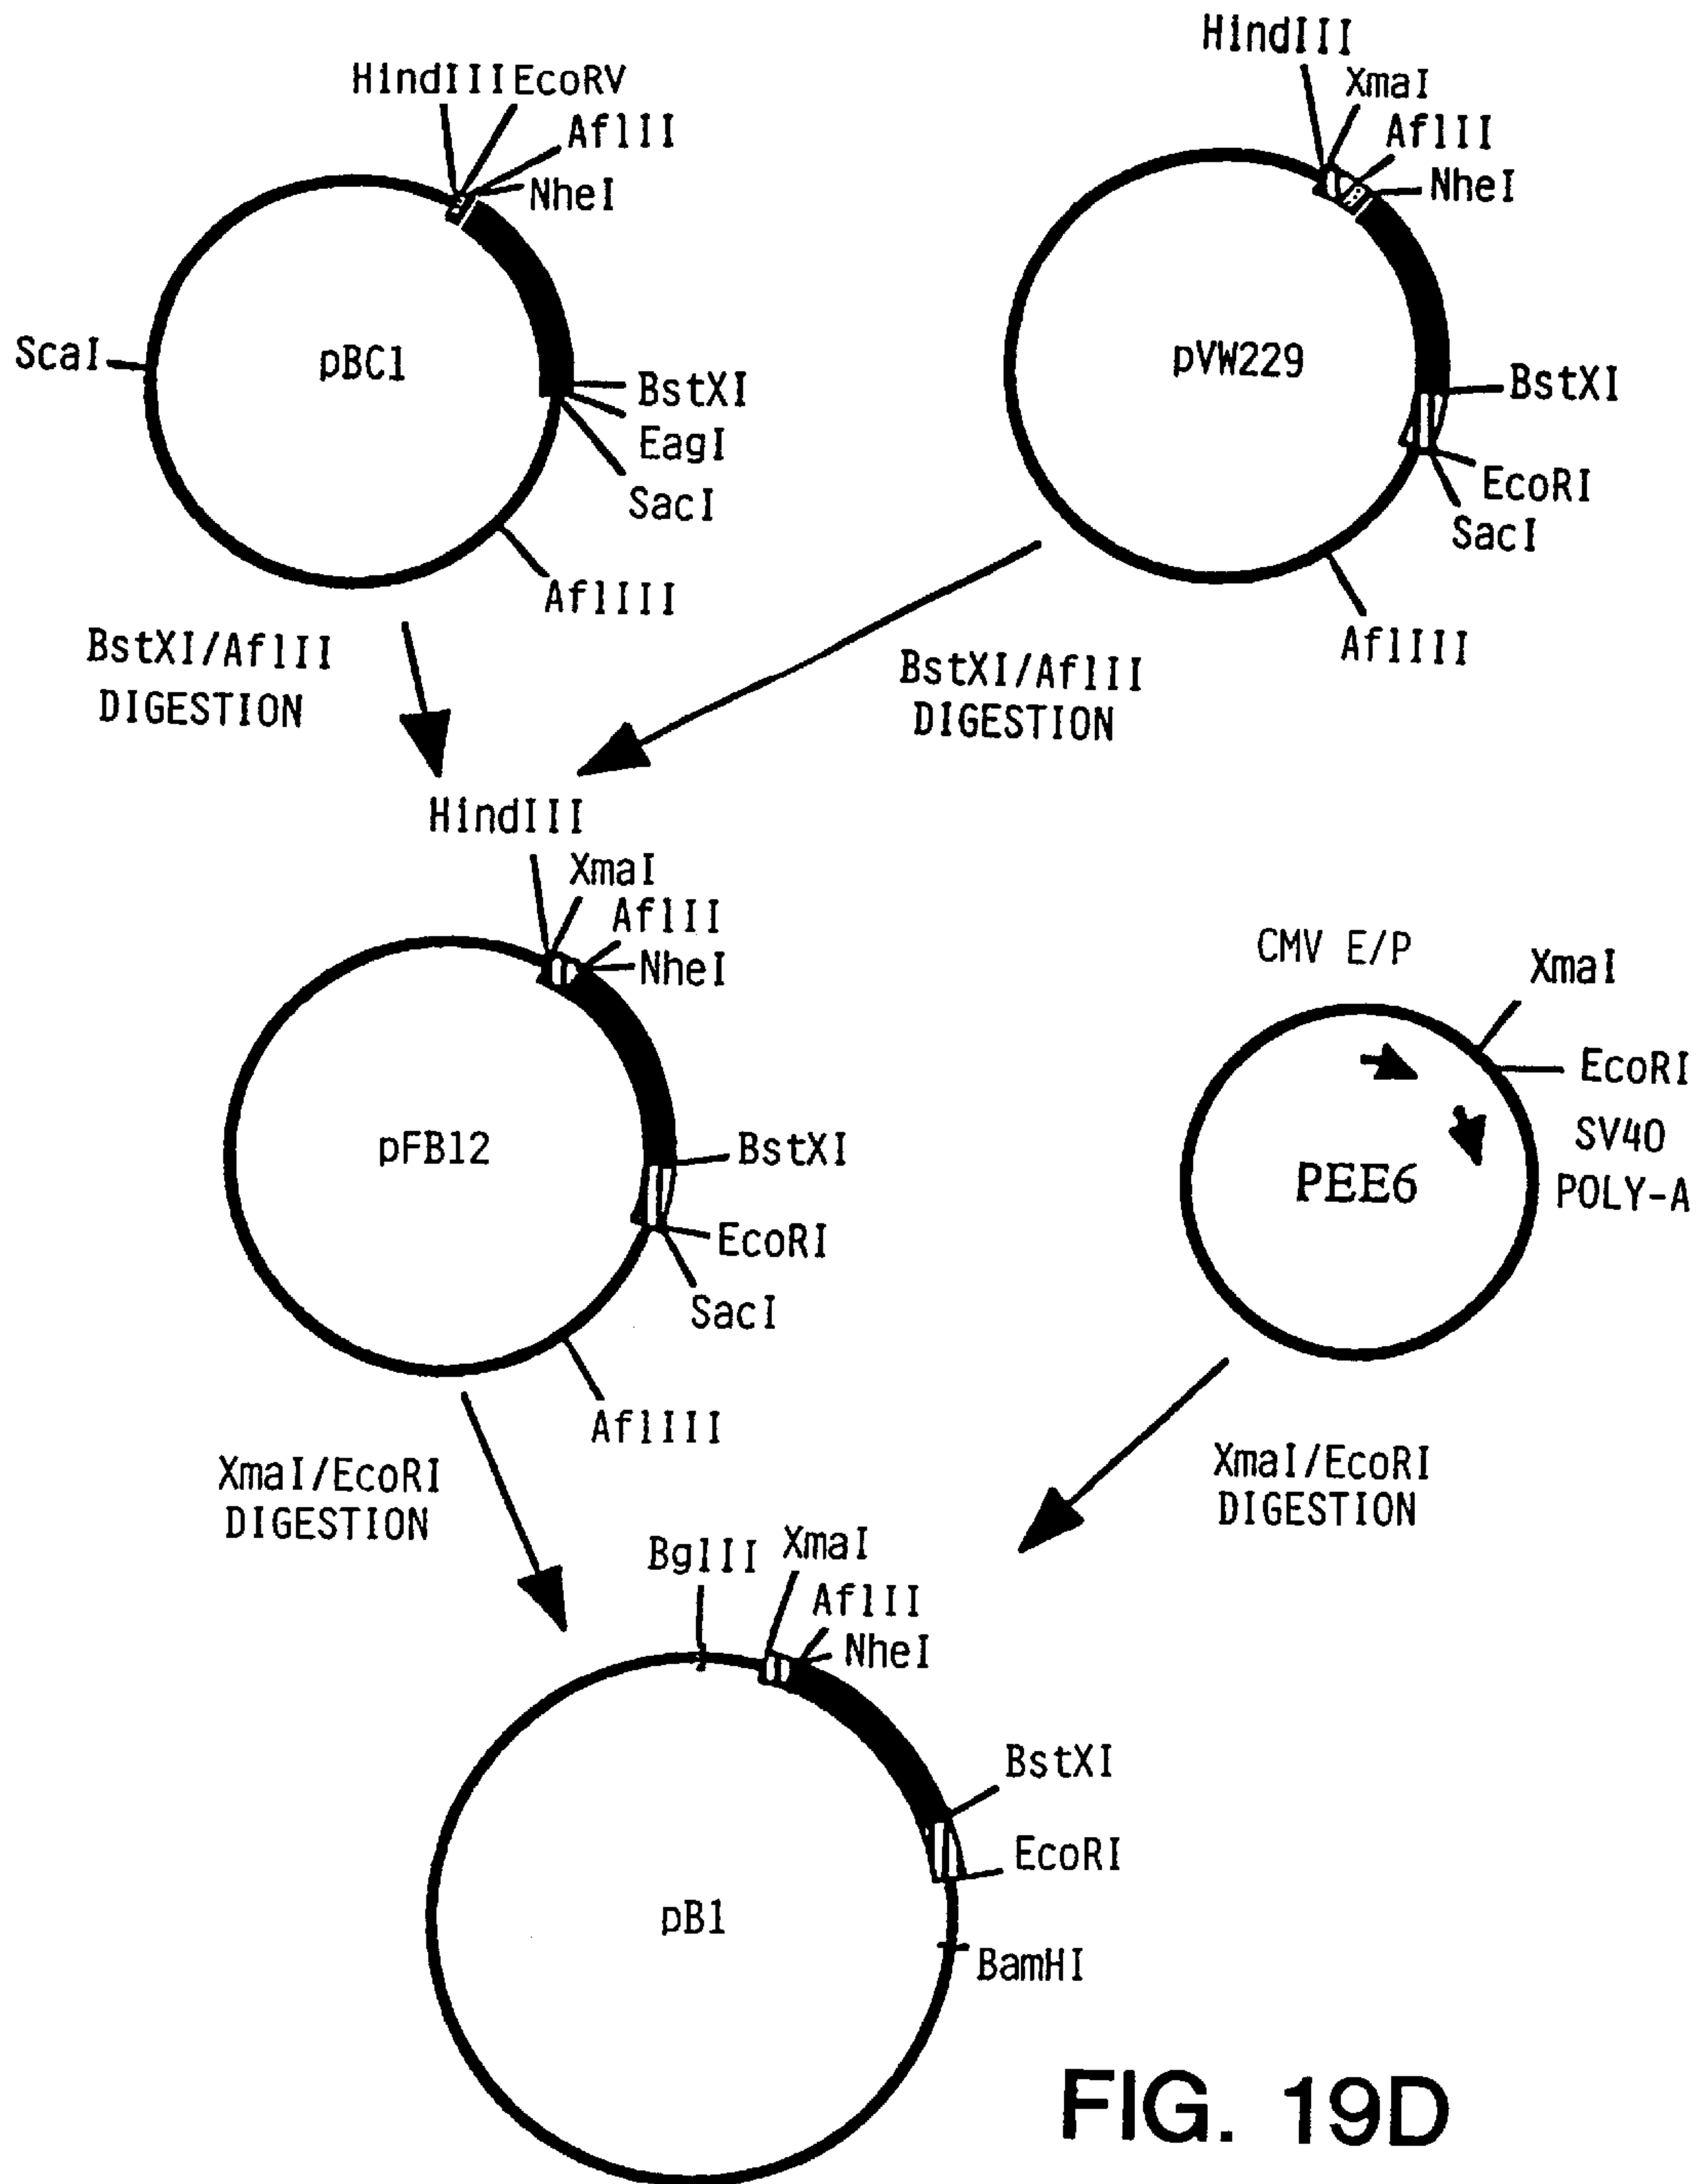 HindIII EcoRV
AflII
NheI
ScaI
pBC1
BstXI
EagI
SacI
AflIII
BstXI/AflII
DIGESTION
HindIII
XmaI
AflII
NheI
pVW229
BstXI
EcoRI
SacI
AflIII
BstXI/AflII
DIGESTION
HindIII
XmaI
AflII
NheI
pFB12
BstXI
EcoRI
SacI
AflIII
XmaI/EcoRI
DIGESTION
CMV E/P
XmaI
EcoRI
SV40
POLY-A
PEE6
XmaI/EcoRI
DIGESTION
BglII
XmaI
AflII
NheI
BstXI
EcoRI
pB1
BamHI
FIG. 19D